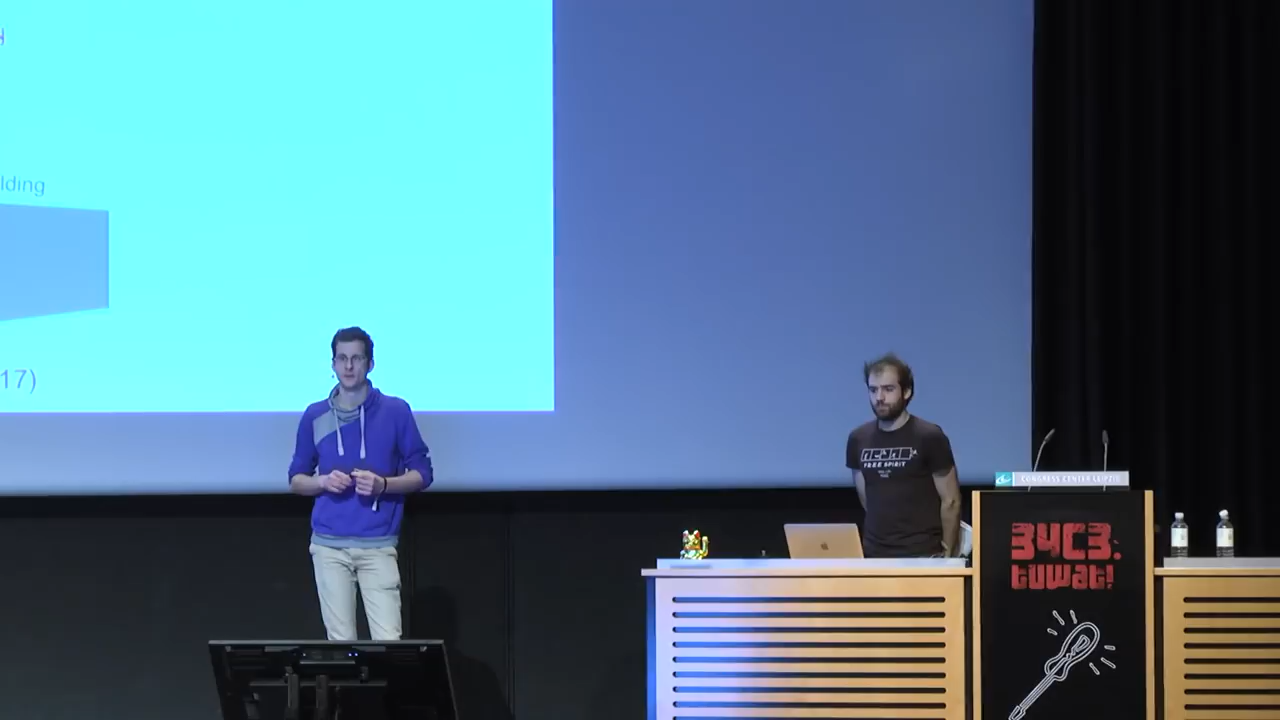 lding
17)
FREE SPIRIT
CONGRESS CENTER LEIPZIG
34C3.
tuwat!